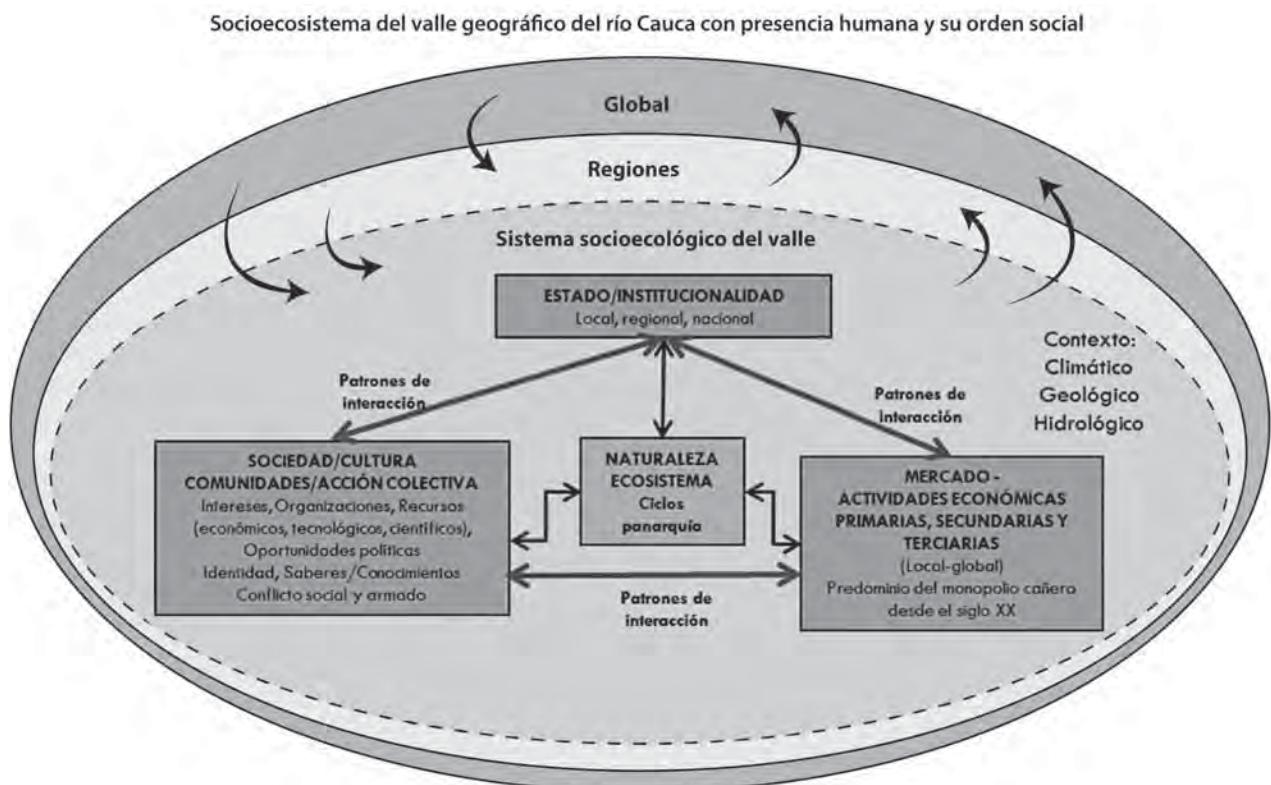 Socioecosistema del valle geográfico del río Cauca con presencia humana y su orden social
Global
Regiones
Sistema socioecológico del valle
ESTADO/INSTITUCIONALIDAD
Local, regional, nacional
Contexto:
Climático
Geológico
Hidrológico
Patrones de
interacción
Patrones de
interacción
SOCIEDAD/CULTURA
COMUNIDADES/ACCIÓN COLECTIVA
Intereses, Organizaciones, Recursos
(económicos, tecnológicos, científicos),
Oportunidades políticas
Identidad, Saberes/Conocimientos
Conflicto social y armado
NATURALEZA
ECOSISTEMA
Ciclos
panarquía
MERCADO -
ACTIVIDADES ECONÓMICAS
PRIMARIAS, SECUNDARIAS Y
TERCIARIAS
(Local-global)
Predominio del monopolio cañero
desde el siglo XX
Patrones de
interacción